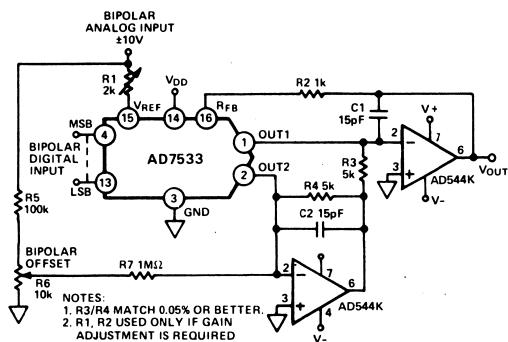 BIPOLAR
ANALOG INPUT
±10V
R1
2k
VDD
R2 1k
VREF
RFB
15
14
16
C1
15pF
V+
MSB
4
BIPOLAR
DIGITAL
INPUT
AD7533
1
OUT1
2
OUT2
R3
5k
2
7
6
3
AD544K
VOUT
V-
LSB
13
3
GND
R4 5k
C2 15pF
R5
100k
BIPOLAR
OFFSET
R6
10k
R7 1MΩ
2
7
6
3
4
AD544K
V-
NOTES:
1. R3/R4 MATCH 0.05% OR BETTER.
2. R1, R2 USED ONLY IF GAIN
ADJUSTMENT IS REQUIRED